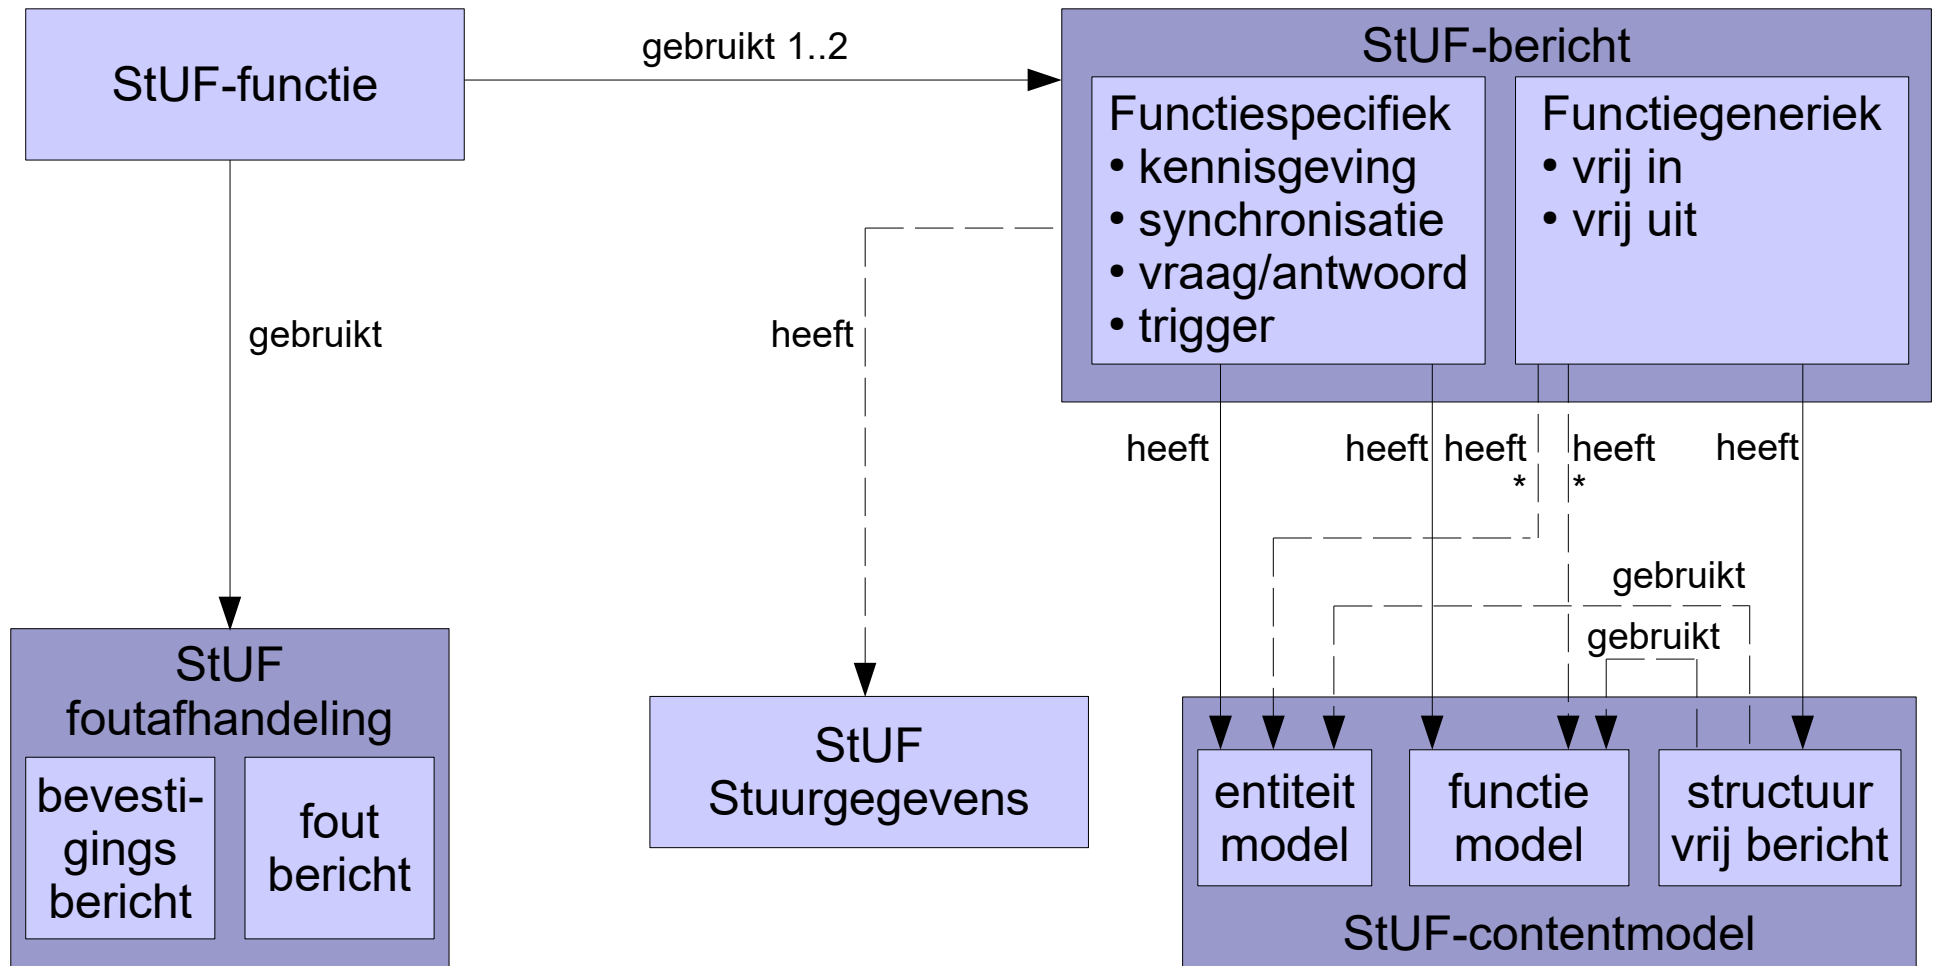 StUF-functie
gebruikt 1..2
StUF-bericht
Functiespecifiek
• kennisgeving
• synchronisatie
• vraag/antwoord
• trigger
Functiegeneriek
• vrij in
• vrij uit
gebruikt
heeft
heeft
heeft
heeft
*
heeft
*
heeft
gebruikt
gebruikt
StUF
foutafhandeling
bevesti-
gings
bericht
fout
bericht
StUF
Stuurgegevens
entiteit
model
functie
model
structuur
vrij bericht
StUF-contentmodel